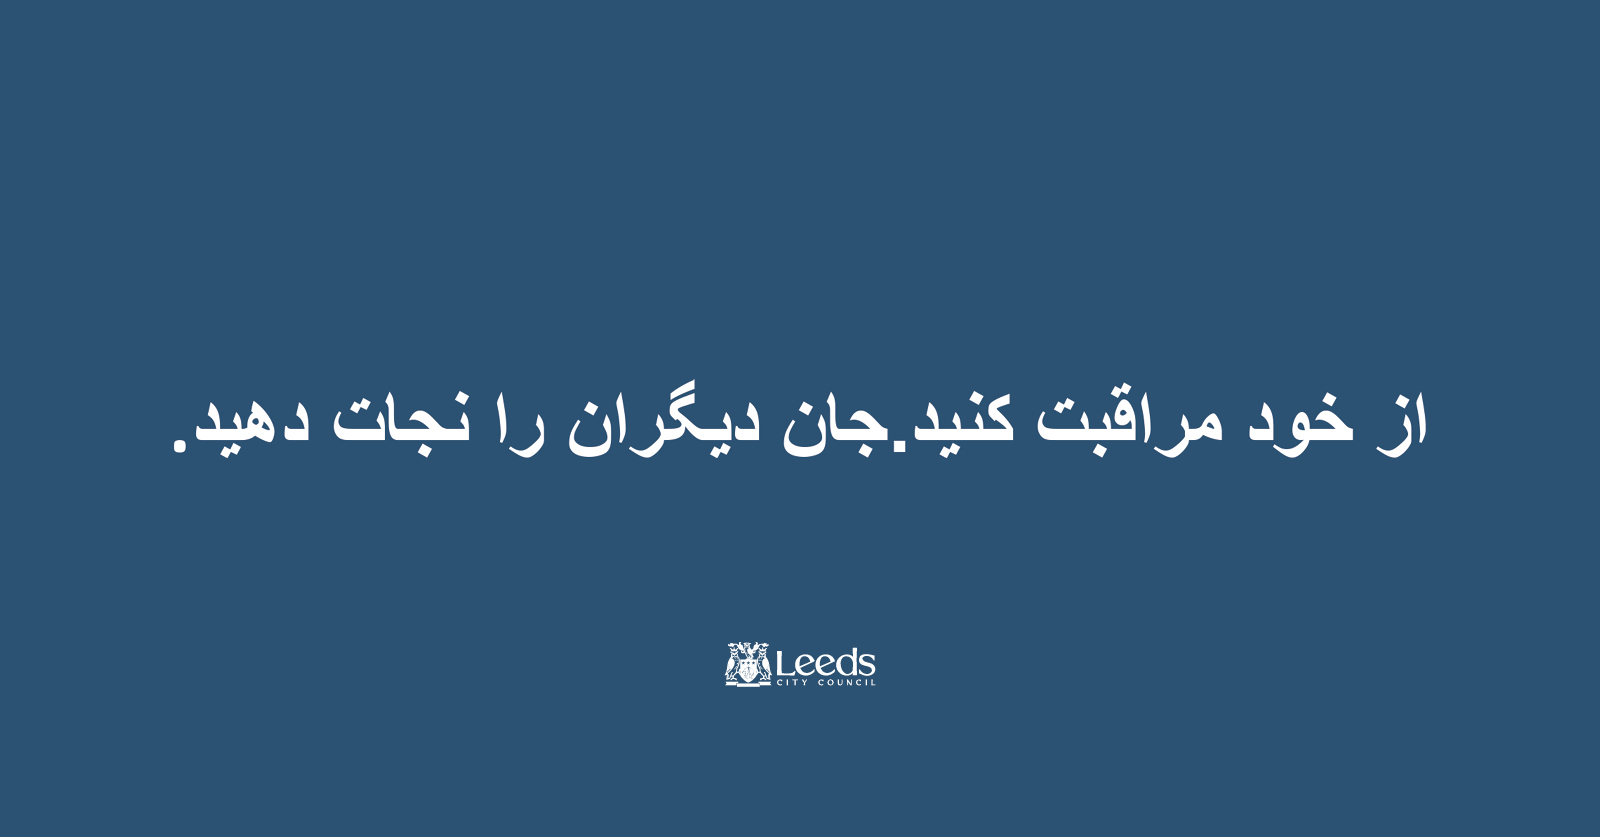 از خود مراقبت کنید.جان دیگران را نجات دهید.
Leeds
CITY COUNCIL